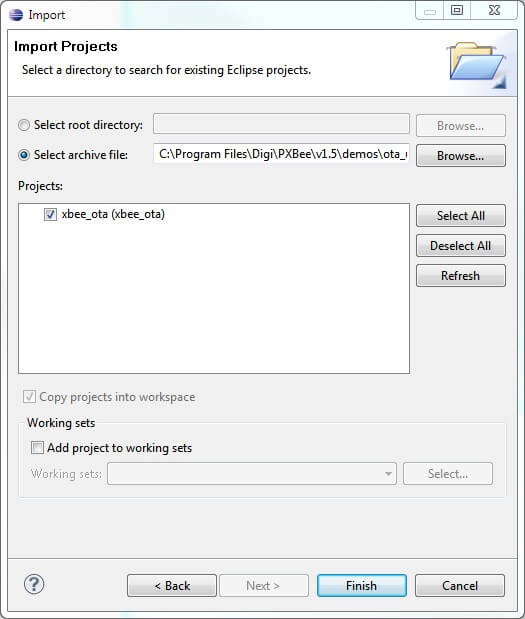 Import
Import Projects
Select a directory to search for existing Eclipse projects.
Select root directory:
Browse...
Select archive file:
C:\Program Files\Digi\PXBee\v1.5\demos\ota_
Browse...
Projects:
xbee_ota (xbee_ota)
Select All
Deselect All
Refresh
Copy projects into workspace
Working sets
Add project to working sets
Working sets:
Select...
?
< Back
Next >
Finish
Cancel